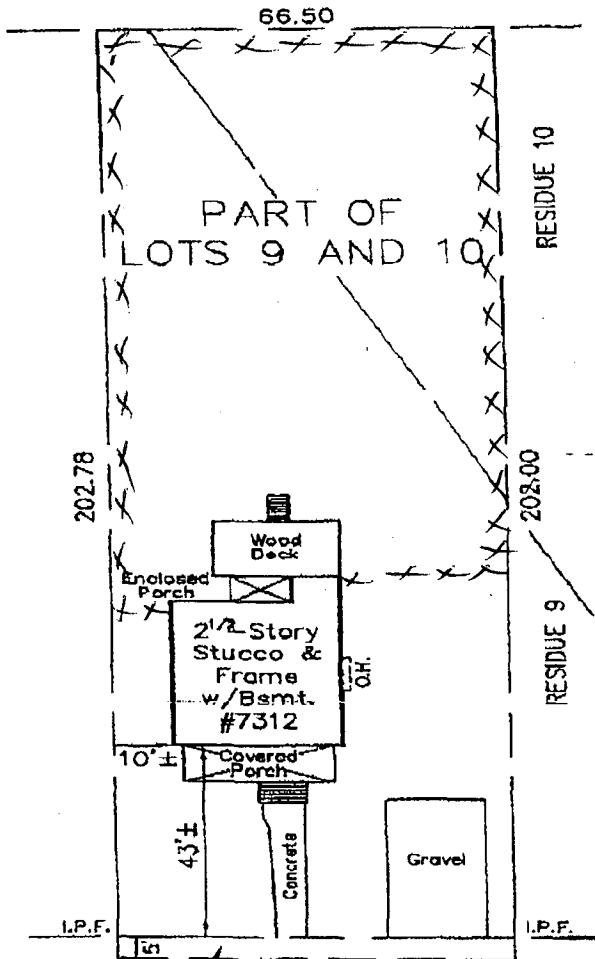 66.50
RESIDUE 10
PART OF
LOTS 9 AND 10
202.78
202.00
Wood
Deck
Enclosed
Porch
2 1/2-Story
Stucco &
Frame
w/Bsmt.
#7312
O.H.
RESIDUE 9
10'±
Covered
Porch
43'±
Concrete
Gravel
I.P.F.
I.P.F.